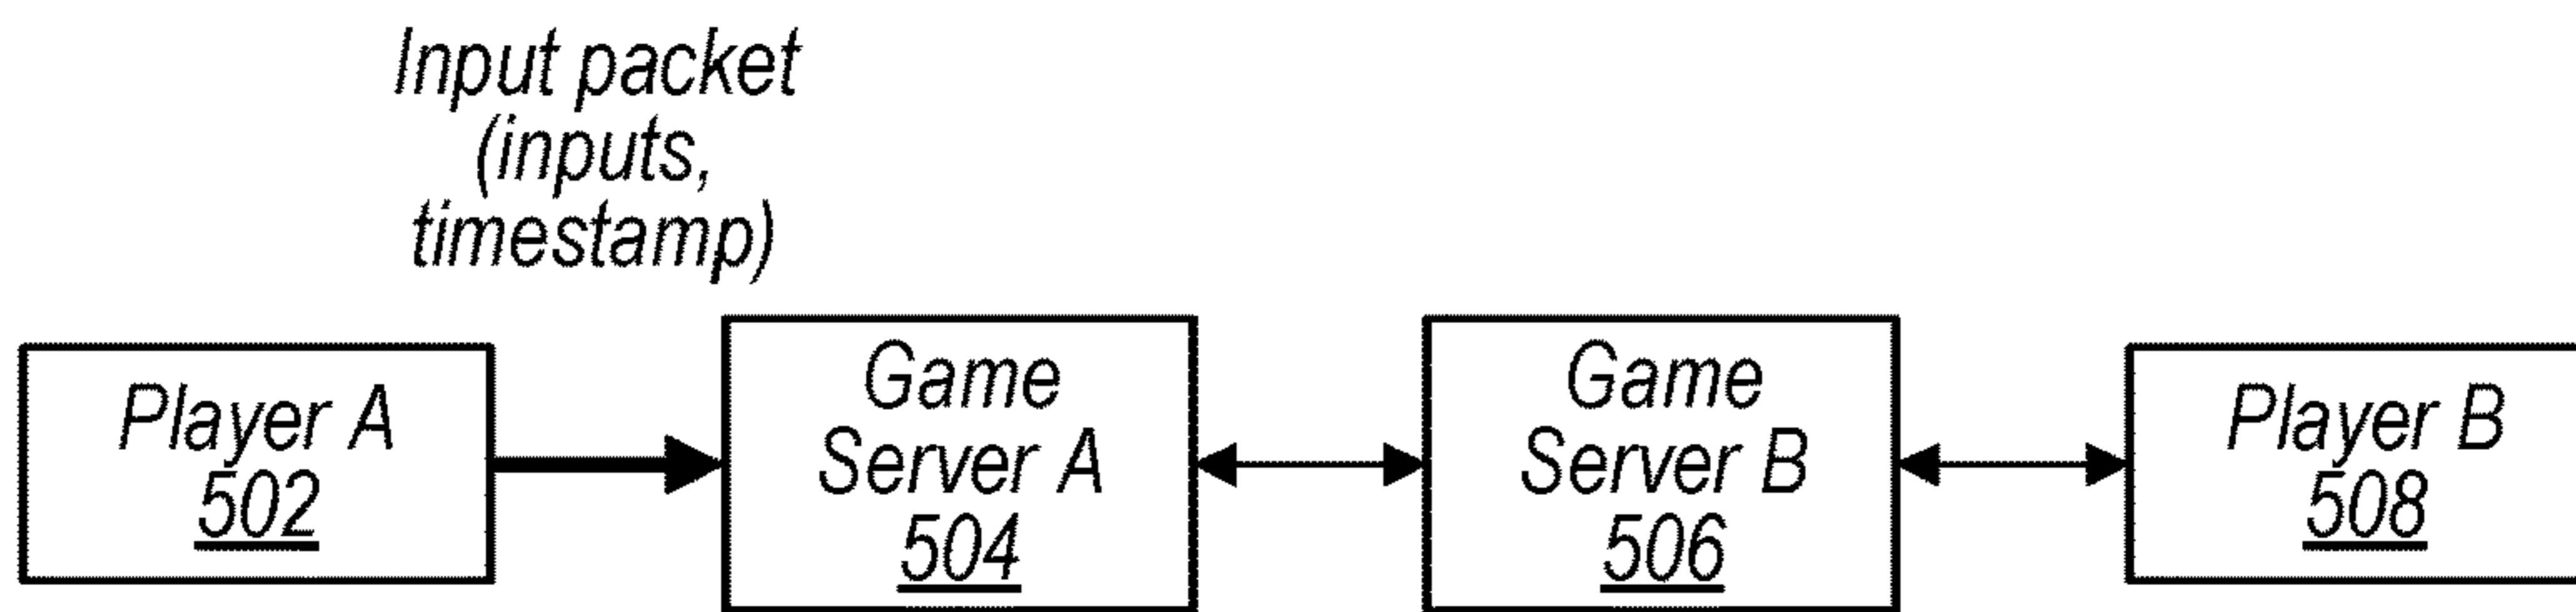 Input packet
(inputs,
timestamp)
Player A
502
Game
Server A
504
Game
Server B
506
Player B
508